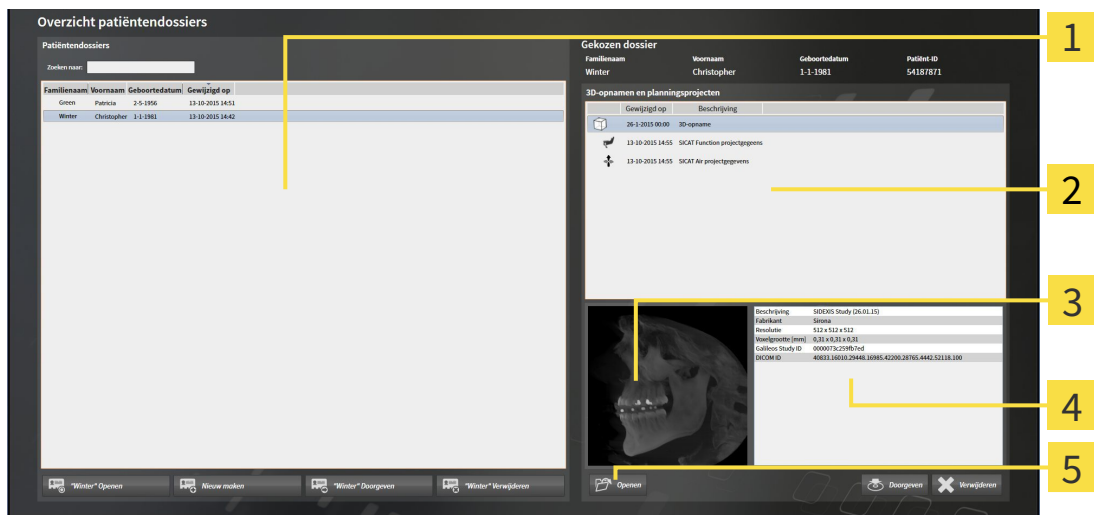 Overzicht patiëntendossiers
Patiëntendossiers
Zoeken naar:
Familienaam Voornaam Geboortedatum Gewijzigd op
Green Patricia 2-5-1956 13-10-2015 14:51
Winter Christopher 1-1-1981 13-10-2015 14:42
"Winter" Openen
Nieuw maken
"Winter" Doorgeven
"Winter" Verwijderen
Gekozen dossier
Familienaam Voornaam Geboortedatum Patiënt-ID
Winter Christopher 1-1-1981 54187871
3D-opnamen en planningsprojecten
Gewijzigd op Beschrijving
26-1-2015 00:00 3D-opname
13-10-2015 14:55 SICAT Function projectgegeens
13-10-2015 14:55 SICAT Air projectgegevens
Beschrijving SIDEXIS Study (26.01.15)
Fabrikant Sirona
Resolutie 512 x 512 x 512
Voxelgrootte [mm] 0,31 x 0,31 x 0,31
Galileos Study ID 0000073c259fb7ed
DICOM ID 40833.16010.29448.16985.42200.28765.4442.52118.100
Openen
Doorgeven
Verwijderen
1
2
3
4
5